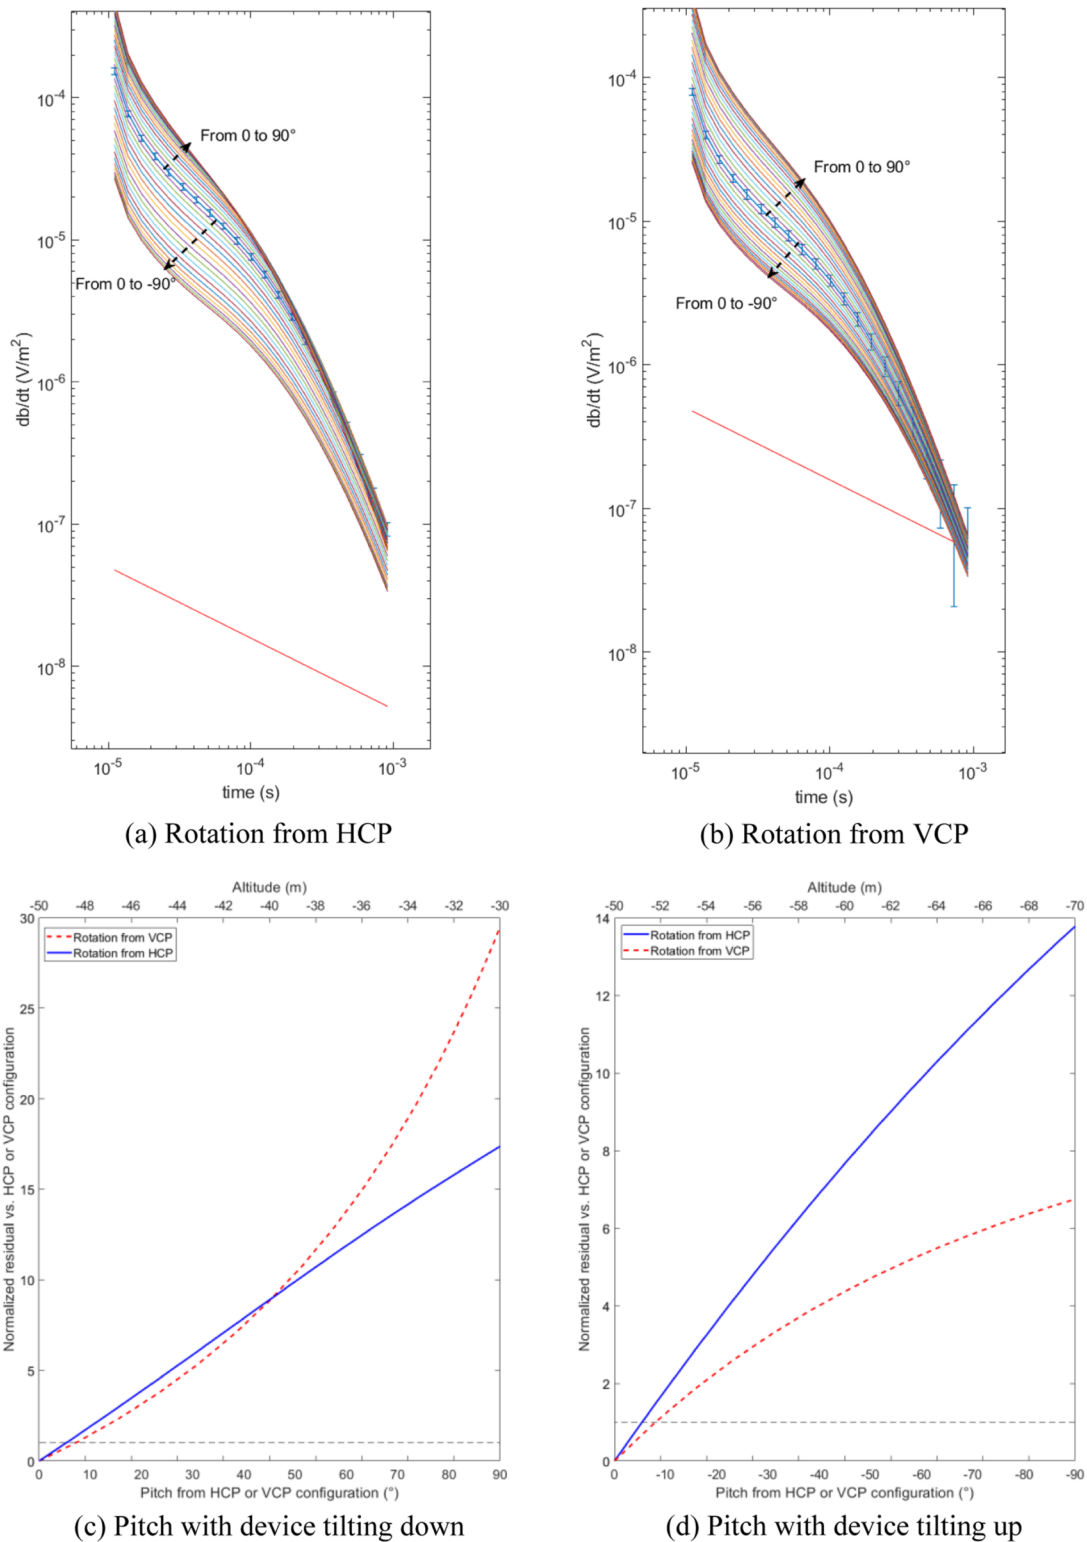 10-4
10-5
10-6
10-7
10-8
db/dt (V/m2)
From 0 to 90°
From 0 to -90°
10-5 10-4 10-3
time (s)
(a) Rotation from HCP
10-4
10-5
10-6
10-7
10-8
db/dt (V/m2)
From 0 to 90°
From 0 to -90°
10-5 10-4 10-3
time (s)
(b) Rotation from VCP
Altitude (m)
-50 -48 -46 -44 -42 -40 -38 -36 -34 -32 -30
30
25
20
15
10
5
0
Normalized residual vs. HCP or VCP configuration
Rotation from VCP
Rotation from HCP
0 10 20 30 40 50 60 70 80 90
Pitch from HCP or VCP configuration (°)
(c) Pitch with device tilting down
Altitude (m)
-50 -52 -54 -56 -58 -60 -62 -64 -66 -68 -70
14
12
10
8
6
4
2
0
Normalized residual vs. HCP or VCP configuration
Rotation from HCP
Rotation from VCP
0 -10 -20 -30 -40 -50 -60 -70 -80 -90
Pitch from HCP or VCP configuration (°)
(d) Pitch with device tilting up